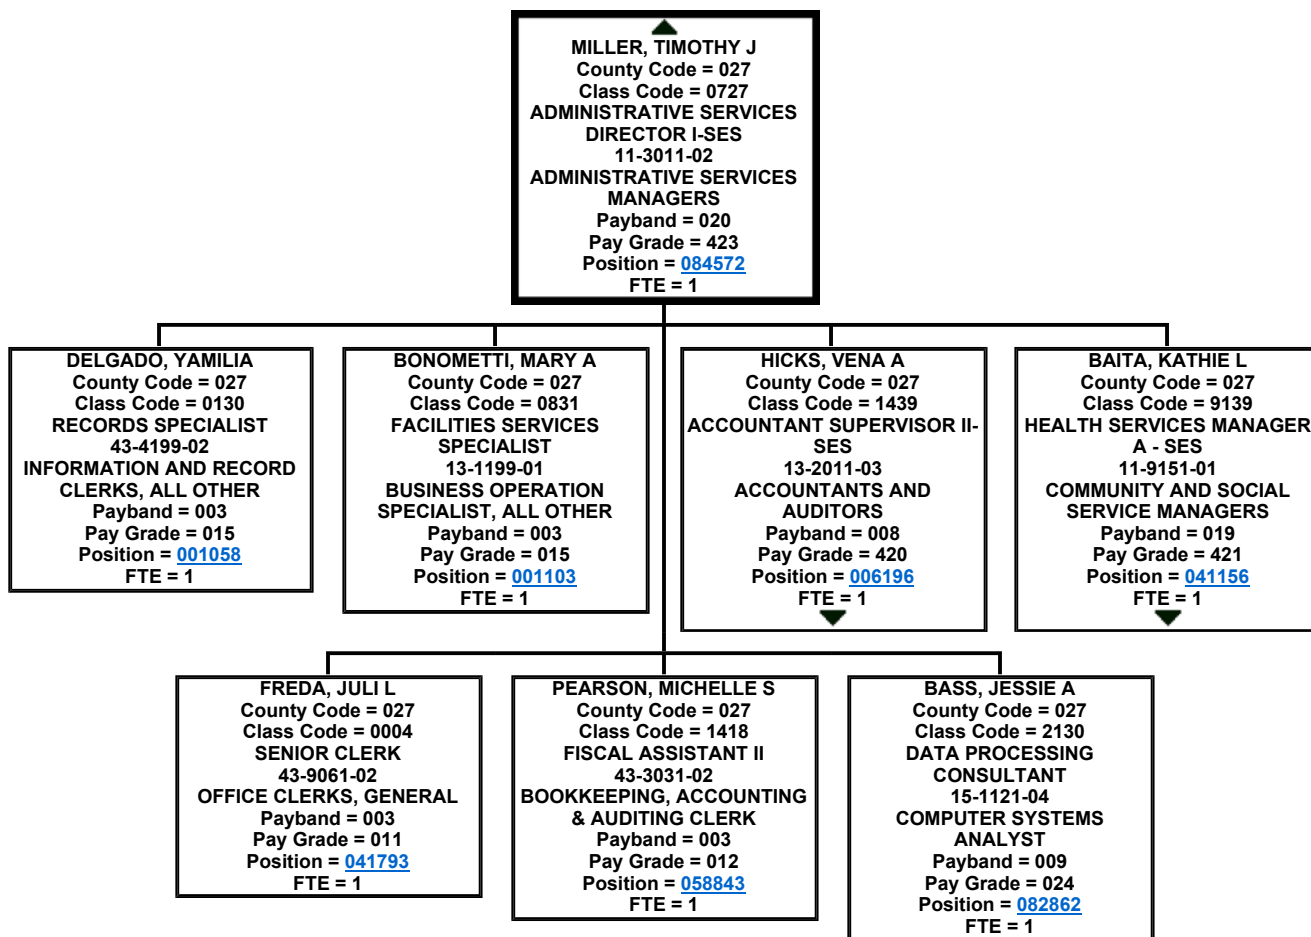 MILLER, TIMOTHY J
County Code = 027
Class Code = 0727
ADMINISTRATIVE SERVICES
DIRECTOR I-SES
11-3011-02
ADMINISTRATIVE SERVICES
MANAGERS
Payband = 020
Pay Grade = 423
Position = 084572
FTE = 1
DELGADO, YAMILIA
County Code = 027
Class Code = 0130
RECORDS SPECIALIST
43-4199-02
INFORMATION AND RECORD
CLERKS, ALL OTHER
Payband = 003
Pay Grade = 015
Position = 001058
FTE = 1
BONOMETTI, MARY A
County Code = 027
Class Code = 0831
FACILITIES SERVICES
SPECIALIST
13-1199-01
BUSINESS OPERATION
SPECIALIST, ALL OTHER
Payband = 003
Pay Grade = 015
Position = 001103
FTE = 1
HICKS, VENA A
County Code = 027
Class Code = 1439
ACCOUNTANT SUPERVISOR II-
SES
13-2011-03
ACCOUNTANTS AND
AUDITORS
Payband = 008
Pay Grade = 420
Position = 006196
FTE = 1
BAITA, KATHIE L
County Code = 027
Class Code = 9139
HEALTH SERVICES MANAGER
A - SES
11-9151-01
COMMUNITY AND SOCIAL
SERVICE MANAGERS
Payband = 019
Pay Grade = 421
Position = 041156
FTE = 1
FREDA, JULI L
County Code = 027
Class Code = 0004
SENIOR CLERK
43-9061-02
OFFICE CLERKS, GENERAL
Payband = 003
Pay Grade = 011
Position = 041793
FTE = 1
PEARSON, MICHELLE S
County Code = 027
Class Code = 1418
FISCAL ASSISTANT II
43-3031-02
BOOKKEEPING, ACCOUNTING
& AUDITING CLERK
Payband = 003
Pay Grade = 012
Position = 058843
FTE = 1
BASS, JESSIE A
County Code = 027
Class Code = 2130
DATA PROCESSING
CONSULTANT
15-1121-04
COMPUTER SYSTEMS
ANALYST
Payband = 009
Pay Grade = 024
Position = 082862
FTE = 1